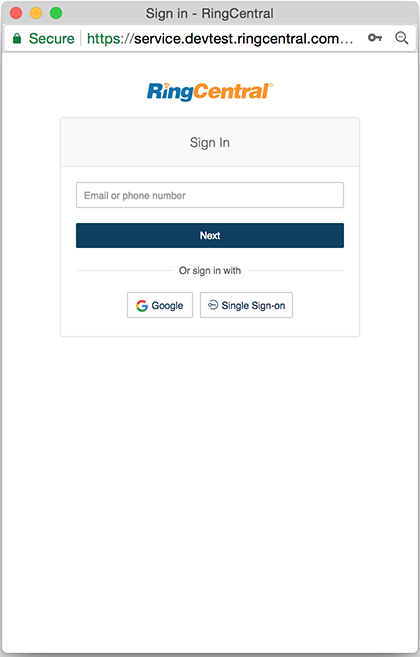 Sign in - RingCentral
Secure https://service.devtest.ringcentral.com...
RingCentral®
Sign In
Email or phone number
Next
Or sign in with
Google Single Sign-on